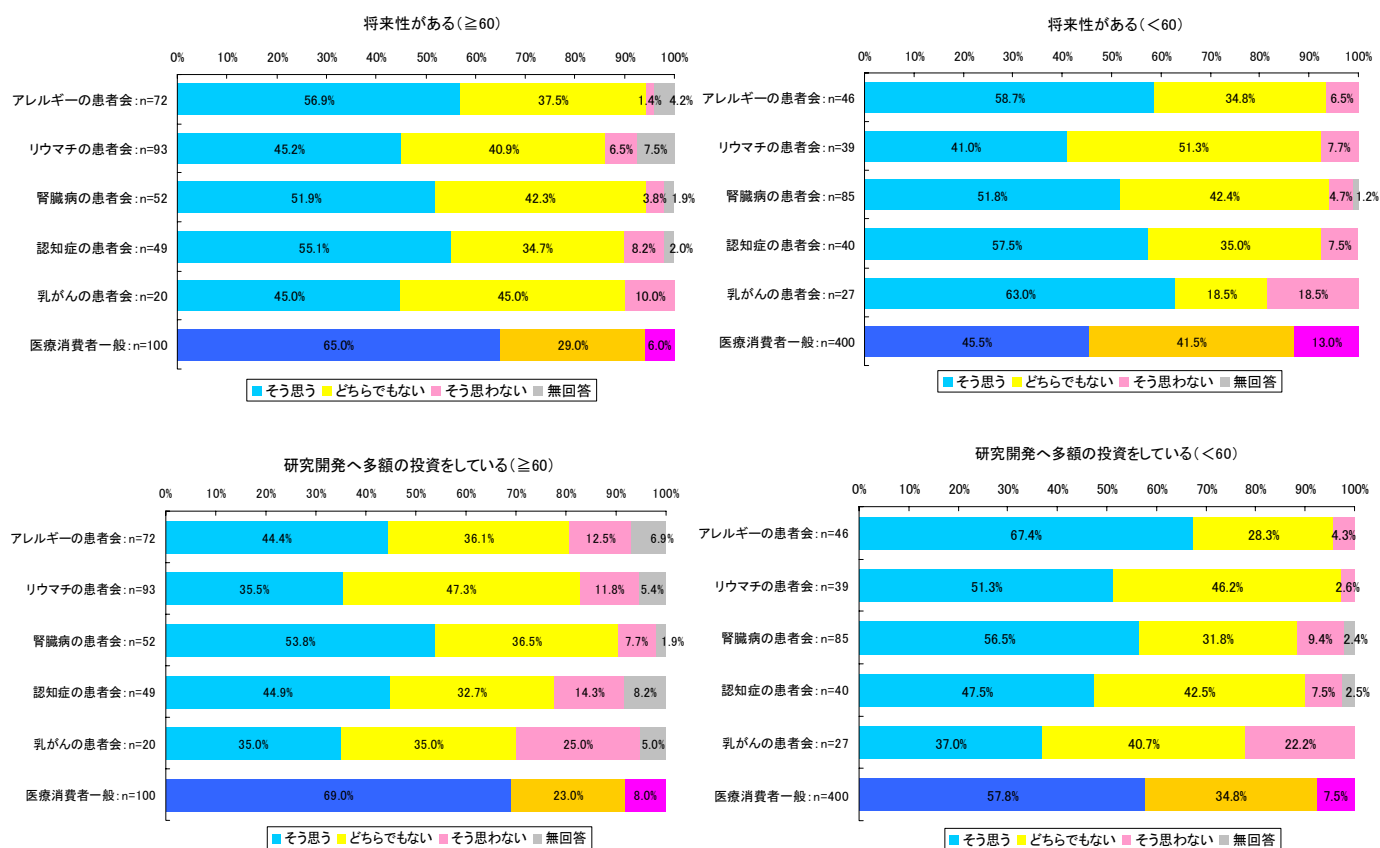 将来性がある(≧60)
0% 10% 20% 30% 40% 50% 60% 70% 80% 90% 100%
アレルギーの患者会:n=72 56.9% 37.5% 1.4% 4.2%
リウマチの患者会:n=93 45.2% 40.9% 6.5% 7.5%
腎臓病の患者会:n=52 51.9% 42.3% 3.8% 1.9%
認知症の患者会:n=49 55.1% 34.7% 8.2% 2.0%
乳がんの患者会:n=20 45.0% 45.0% 10.0%
医療消費者一般:n=100 65.0% 29.0% 6.0%
そう思う どちらでもない そう思わない 無回答
将来性がある(<60)
0% 10% 20% 30% 40% 50% 60% 70% 80% 90% 100%
アレルギーの患者会:n=46 58.7% 34.8% 6.5%
リウマチの患者会:n=39 41.0% 51.3% 7.7%
腎臓病の患者会:n=85 51.8% 42.4% 4.7% 1.2%
認知症の患者会:n=40 57.5% 35.0% 7.5%
乳がんの患者会:n=27 63.0% 18.5% 18.5%
医療消費者一般:n=400 45.5% 41.5% 13.0%
そう思う どちらでもない そう思わない 無回答
研究開発へ多額の投資をしている(≧60)
0% 10% 20% 30% 40% 50% 60% 70% 80% 90% 100%
アレルギーの患者会:n=72 44.4% 36.1% 12.5% 6.9%
リウマチの患者会:n=93 35.5% 47.3% 11.8% 5.4%
腎臓病の患者会:n=52 53.8% 36.5% 7.7% 1.9%
認知症の患者会:n=49 44.9% 32.7% 14.3% 8.2%
乳がんの患者会:n=20 35.0% 35.0% 25.0% 5.0%
医療消費者一般:n=100 69.0% 23.0% 8.0%
そう思う どちらでもない そう思わない 無回答
研究開発へ多額の投資をしている(<60)
0% 10% 20% 30% 40% 50% 60% 70% 80% 90% 100%
アレルギーの患者会:n=46 67.4% 28.3% 4.3%
リウマチの患者会:n=39 51.3% 46.2% 2.6%
腎臓病の患者会:n=85 56.5% 31.8% 9.4% 2.4%
認知症の患者会:n=40 47.5% 42.5% 7.5% 2.5%
乳がんの患者会:n=27 37.0% 40.7% 22.2%
医療消費者一般:n=400 57.8% 34.8% 7.5%
そう思う どちらでもない そう思わない 無回答